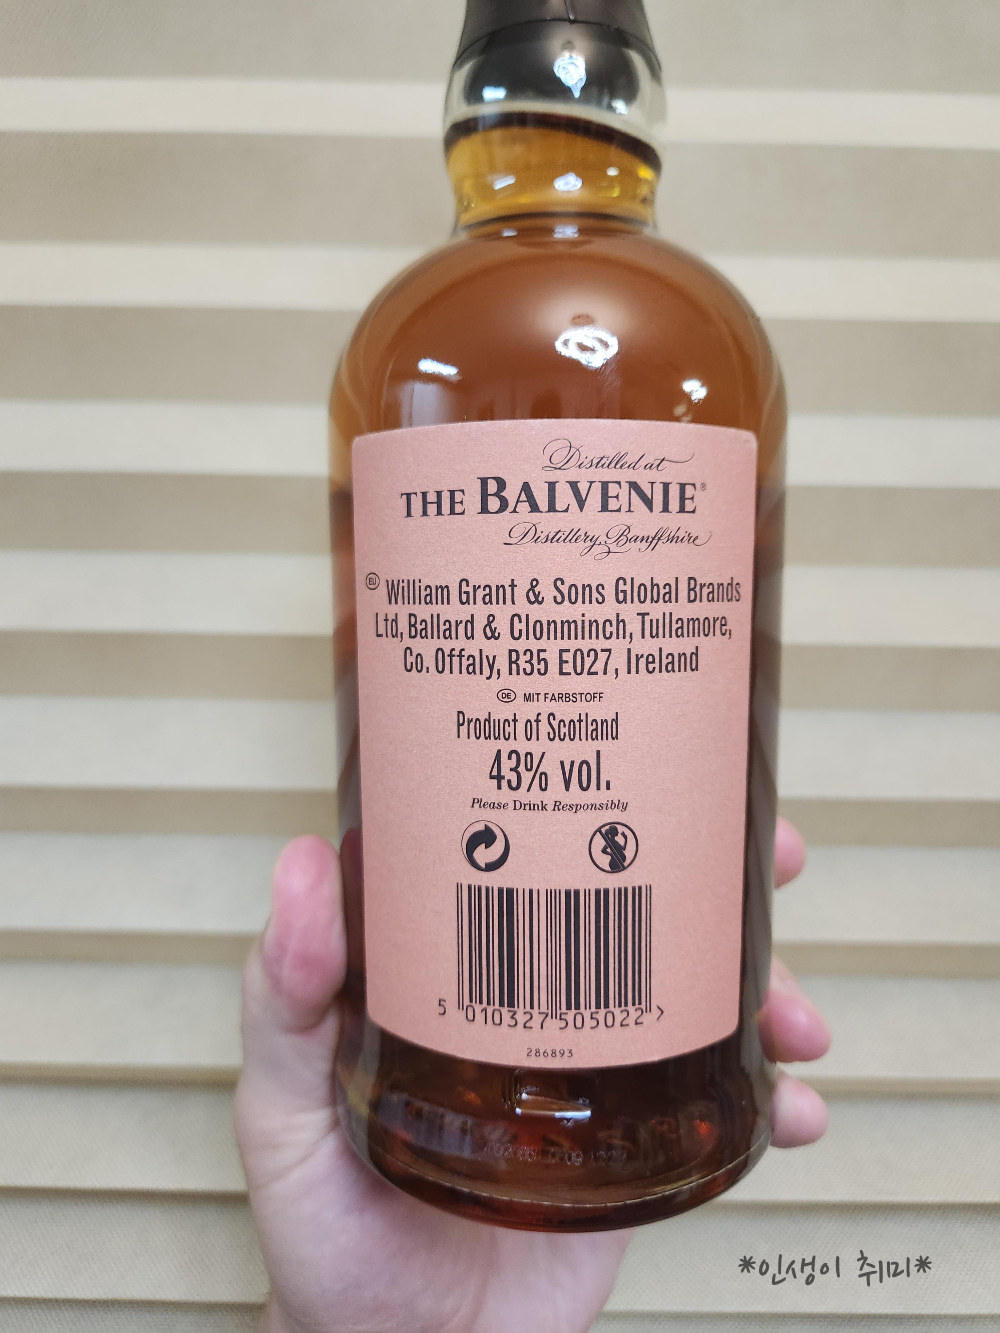 Distilled at
THE BALVENIE®
Distillery, Banffshire
EU William Grant & Sons Global Brands
Ltd, Ballard & Clonminch, Tullamore,
Co. Offaly, R35 E027, Ireland
DE MIT FARBSTOFF
Product of Scotland
43% vol.
Please Drink Responsibly
5 010327 505022 >
286893
*인생이 취미*